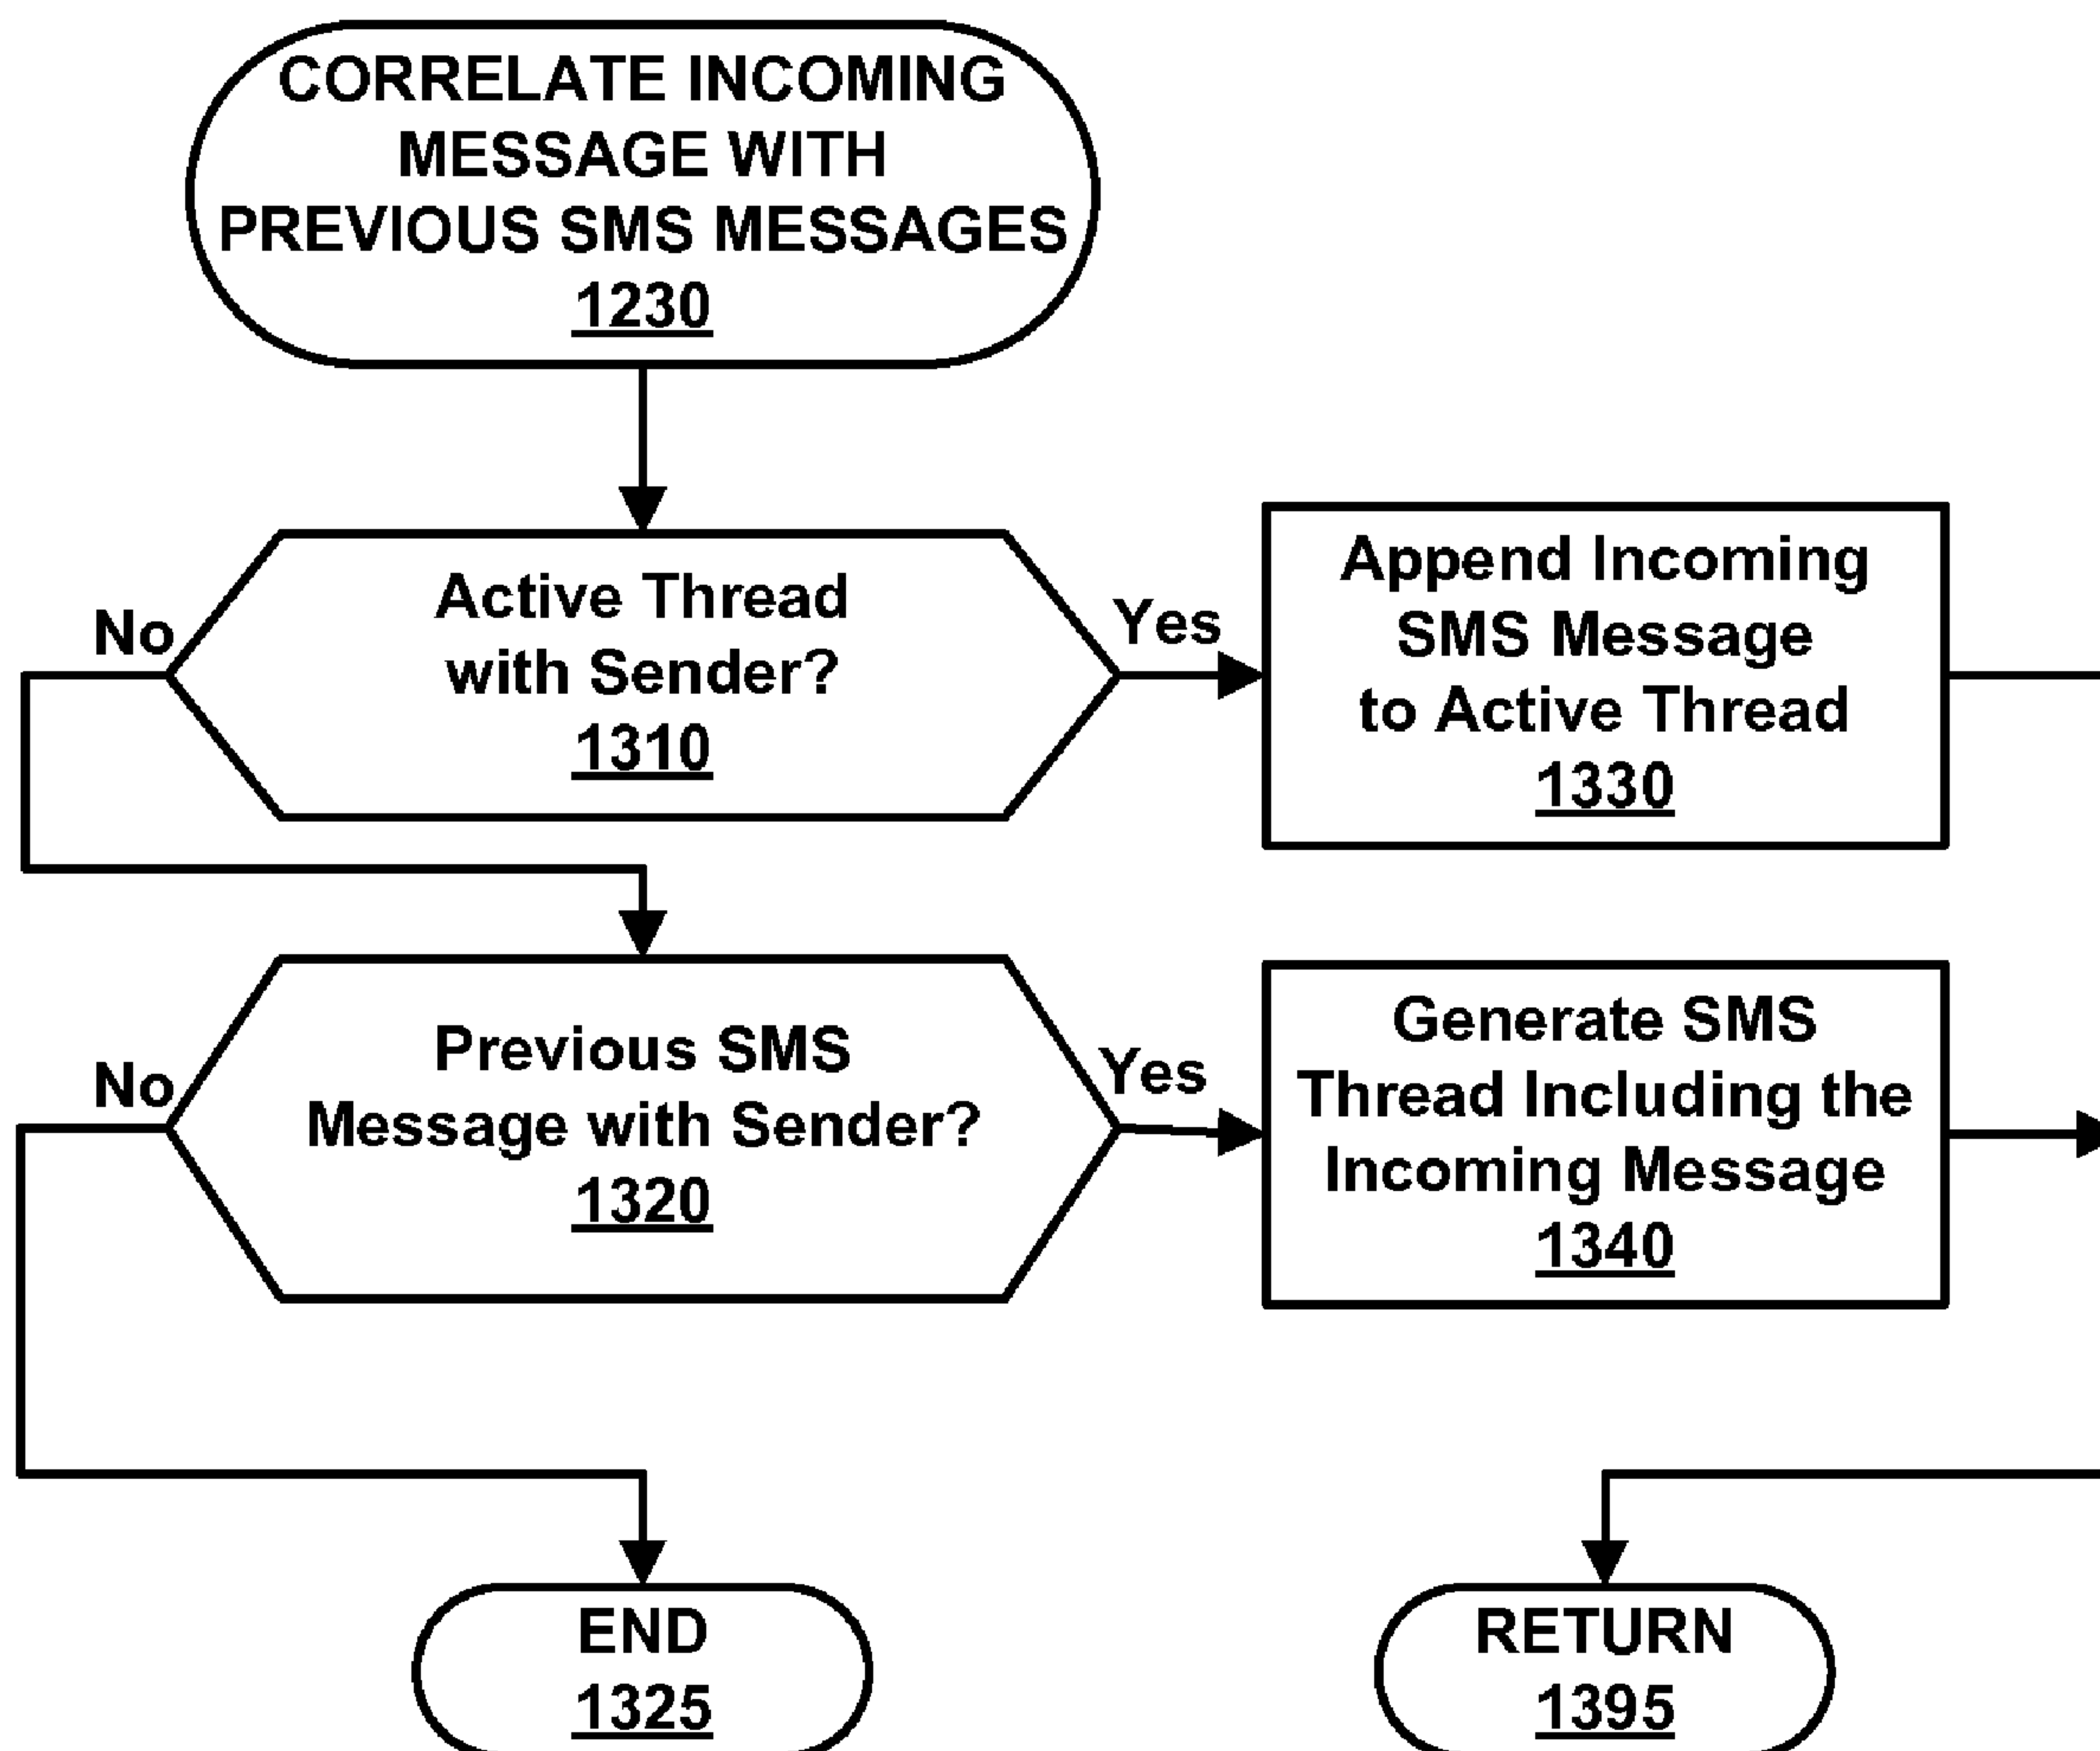 CORRELATE INCOMING
MESSAGE WITH
PREVIOUS SMS MESSAGES
1230
Active Thread
with Sender?
1310
No
Yes
Append Incoming
SMS Message
to Active Thread
1330
Previous SMS
Message with Sender?
1320
No
Yes
Generate SMS
Thread Including the
Incoming Message
1340
END
1325
RETURN
1395